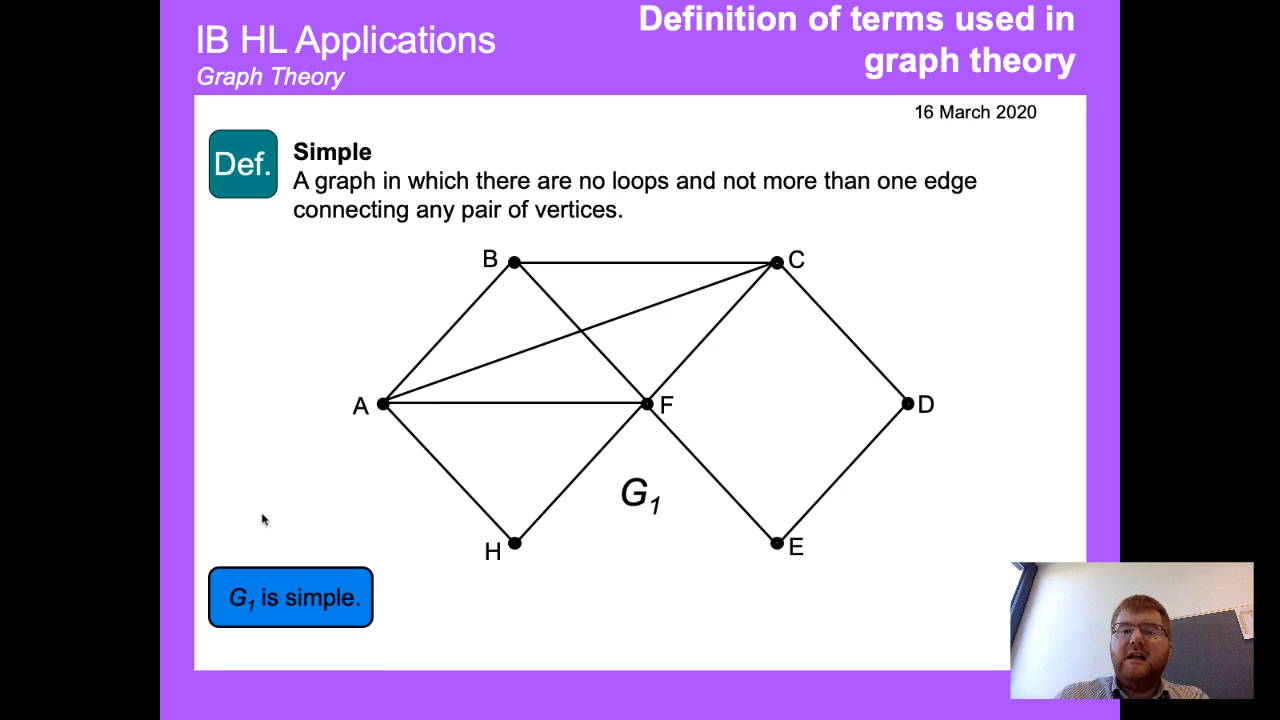 IB HL Applications
Graph Theory
Definition of terms used in
graph theory
16 March 2020
Def.
Simple
A graph in which there are no loops and not more than one edge
connecting any pair of vertices.
B
C
A
F
D
G1
H
E
G1 is simple.